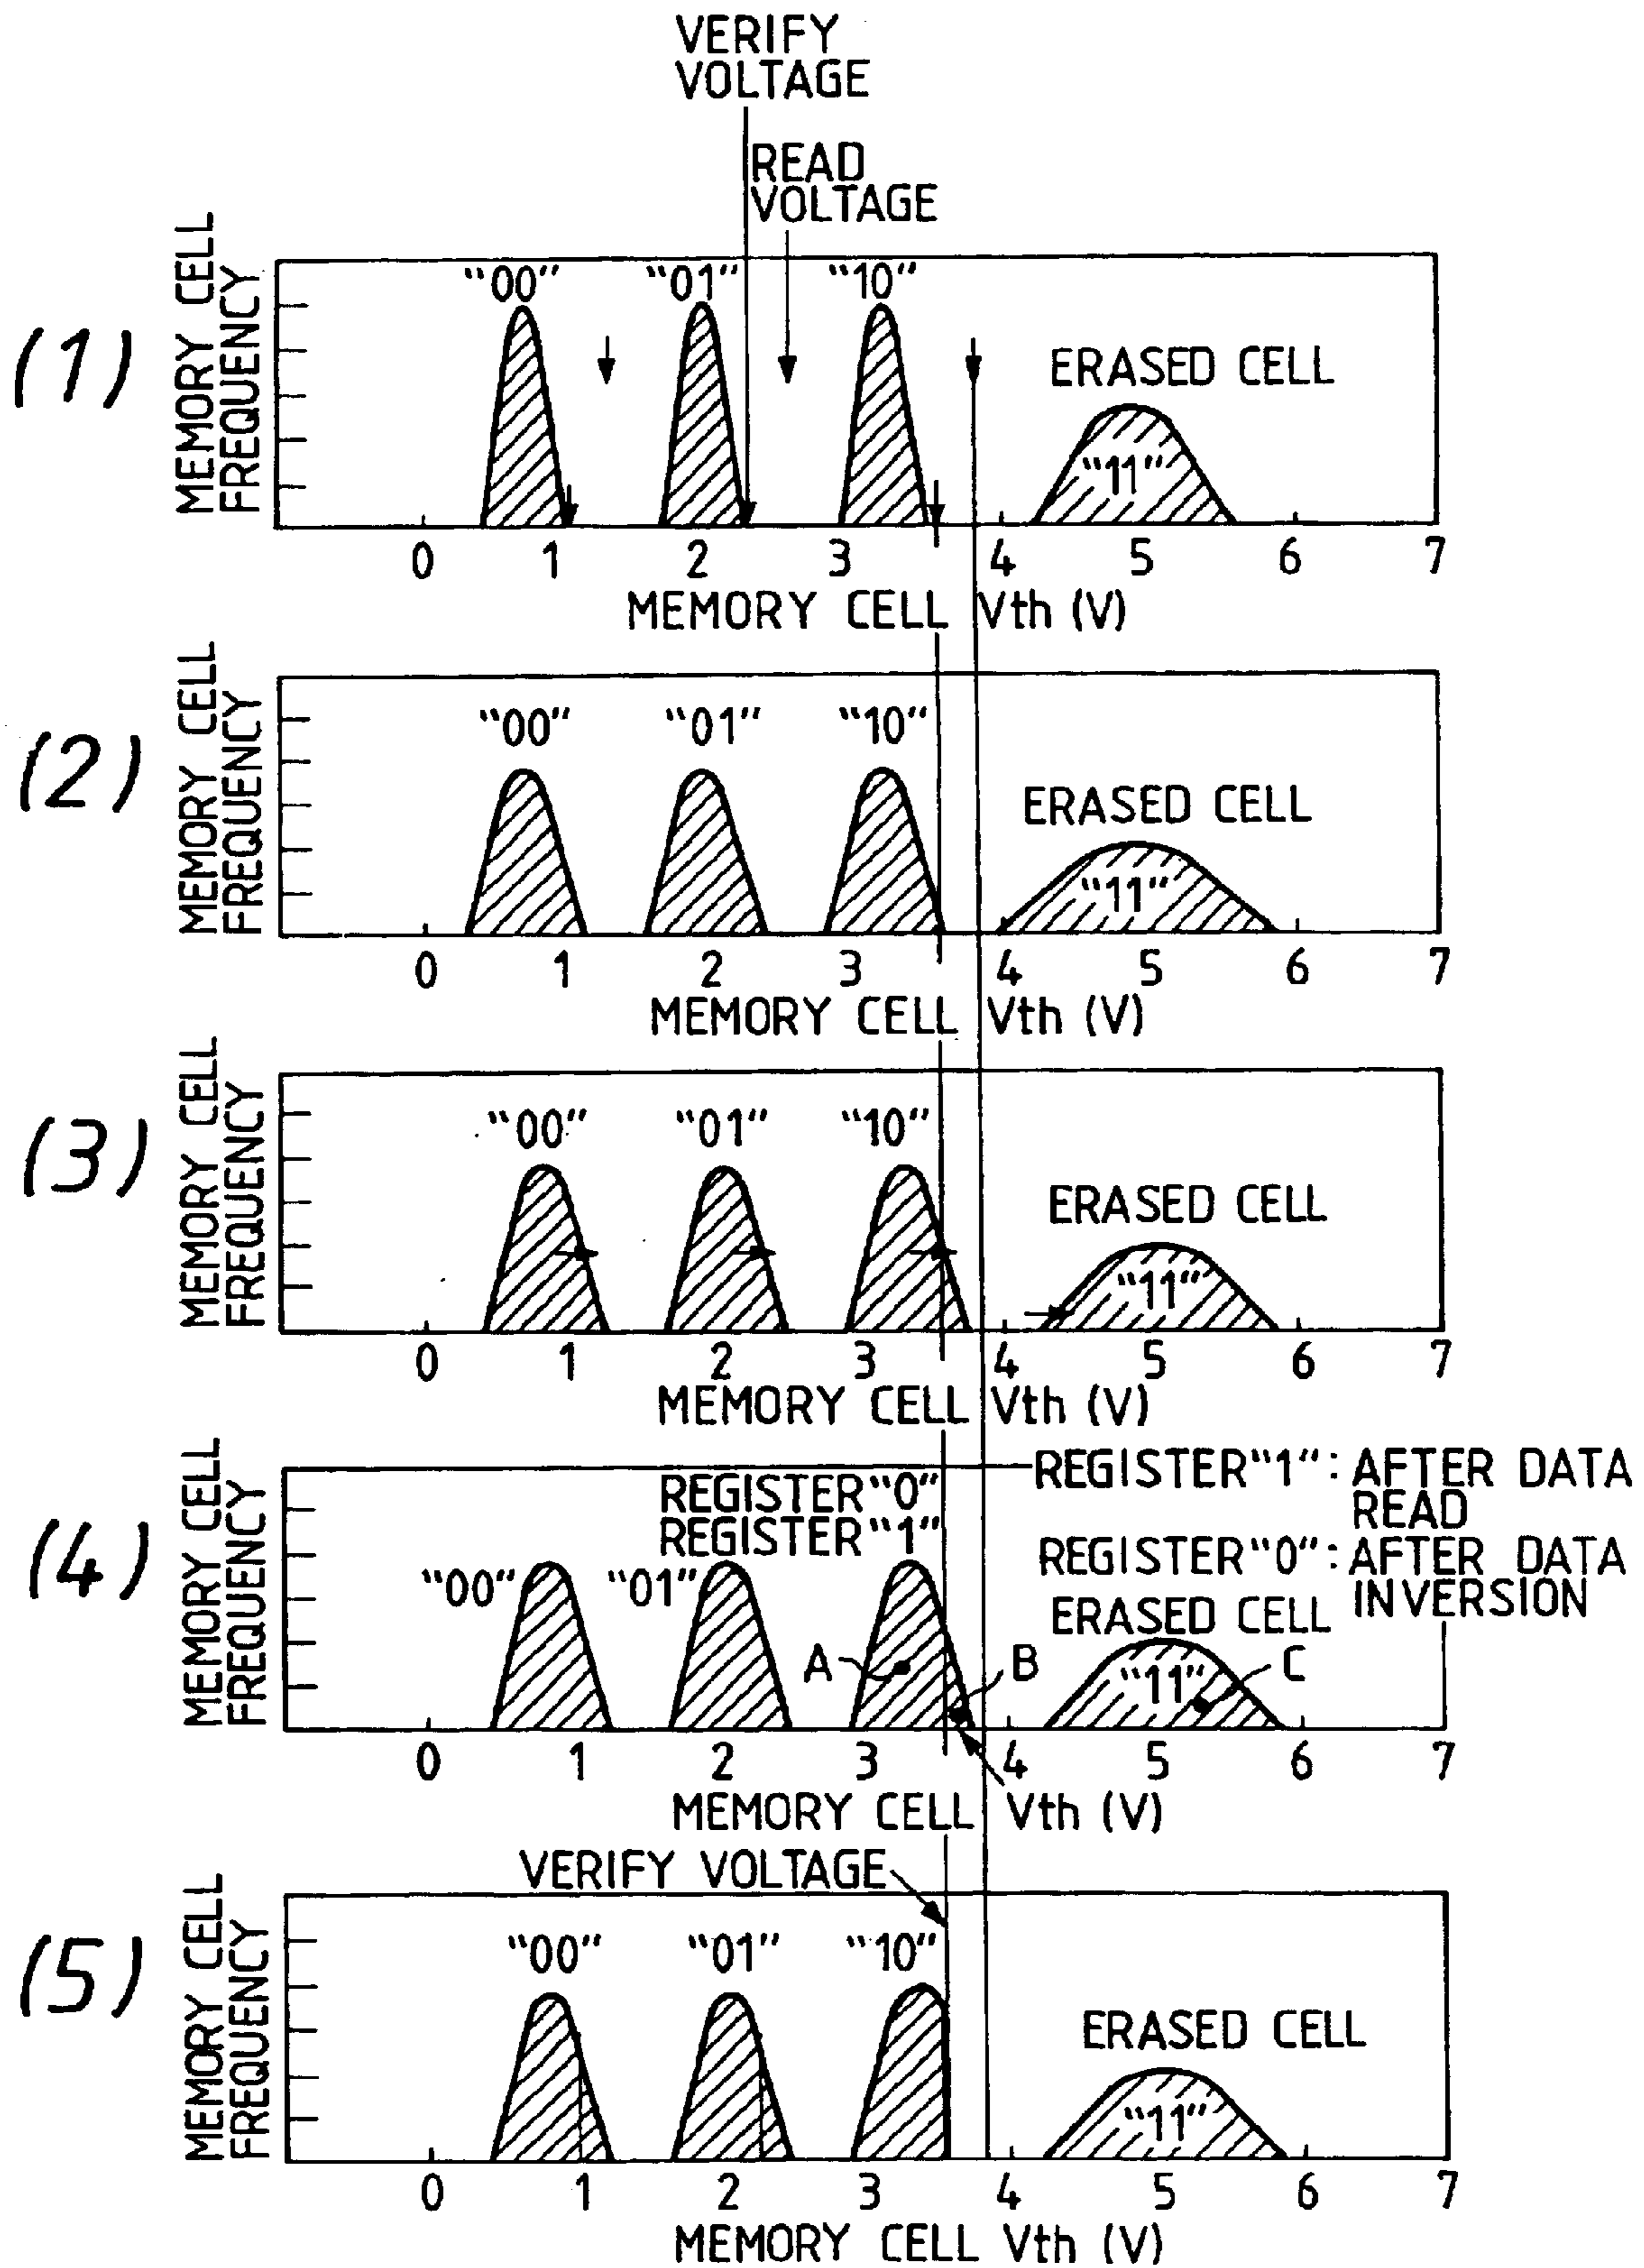 VERIFY
VOLTAGE
READ
VOLTAGE
(1)
MEMORY CELL
FREQUENCY
"00" "01" "10"
ERASED CELL
"11"
0 1 2 3 4 5 6 7
MEMORY CELL Vth (V)
(2)
MEMORY CELL
FREQUENCY
"00" "01" "10"
ERASED CELL
"11"
0 1 2 3 4 5 6 7
MEMORY CELL Vth (V)
(3)
MEMORY CELL
FREQUENCY
"00" "01" "10"
ERASED CELL
"11"
0 1 2 3 4 5 6 7
MEMORY CELL Vth (V)
(4)
MEMORY CELL
FREQUENCY
REGISTER "0"
REGISTER "1"
REGISTER "1": AFTER DATA
READ
REGISTER "0": AFTER DATA
INVERSION
"00" "01"
ERASED CELL
A B "11" C
0 1 2 3 4 5 6 7
MEMORY CELL Vth (V)
VERIFY VOLTAGE
(5)
MEMORY CELL
FREQUENCY
"00" "01" "10"
ERASED CELL
"11"
0 1 2 3 4 5 6 7
MEMORY CELL Vth (V)